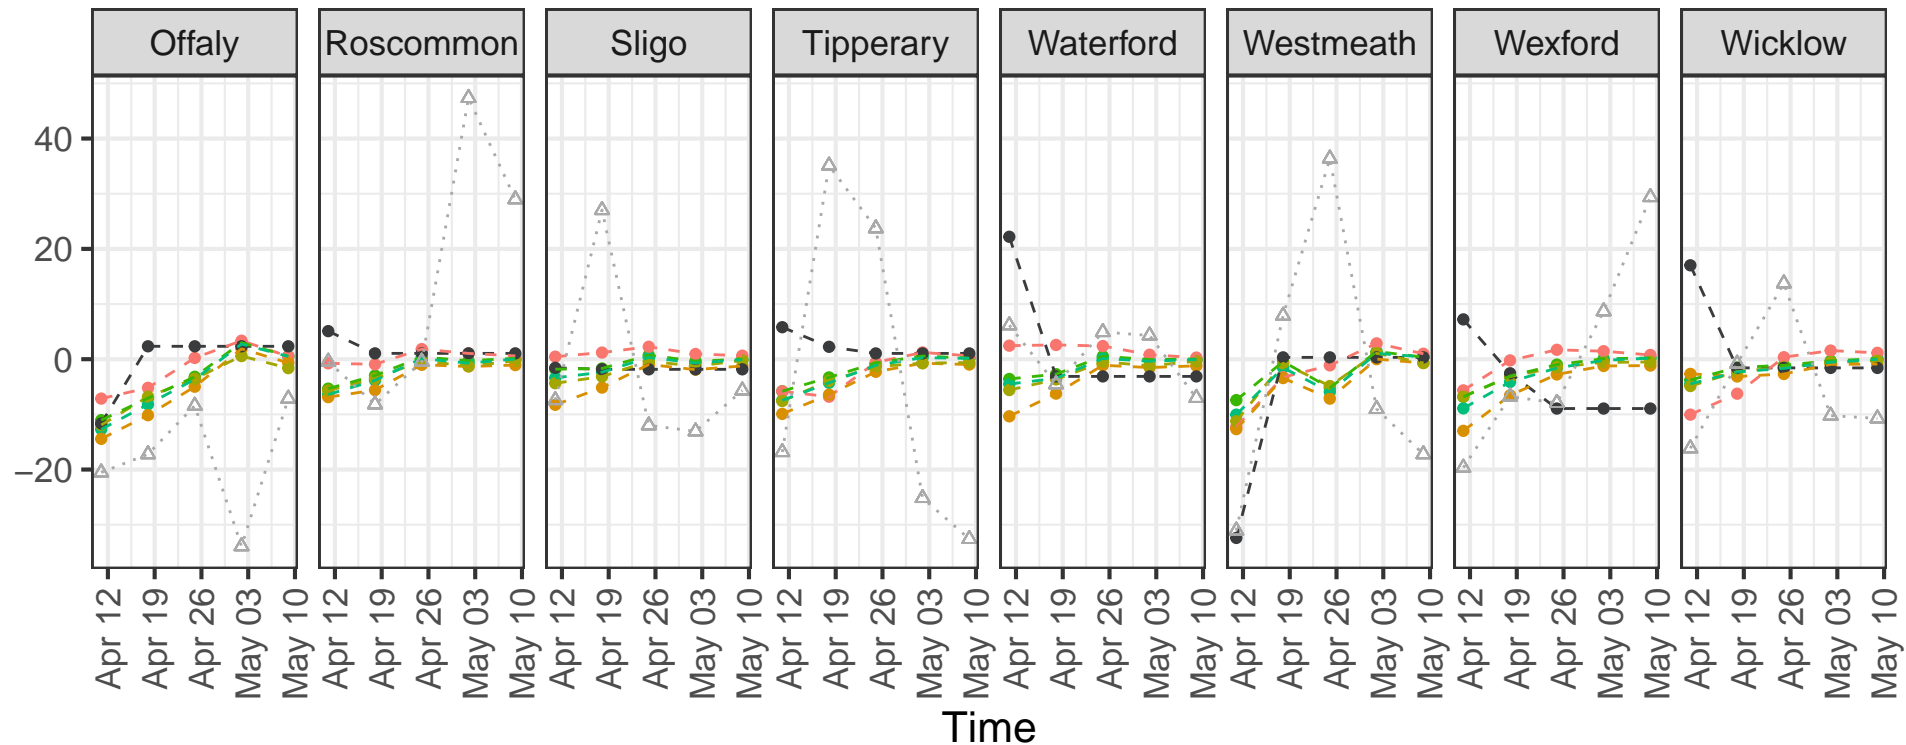 Offaly Roscommon Sligo Tipperary Waterford Westmeath Wexford Wicklow
40
20
0
−20
Apr 12 Apr 19 Apr 26 May 03 May 10 Apr 12 Apr 19 Apr 26 May 03 May 10 Apr 12 Apr 19 Apr 26 May 03 May 10 Apr 12 Apr 19 Apr 26 May 03 May 10 Apr 12 Apr 19 Apr 26 May 03 May 10 Apr 12 Apr 19 Apr 26 May 03 May 10 Apr 12 Apr 19 Apr 26 May 03 May 10 Apr 12 Apr 19 Apr 26 May 03 May 10
Time